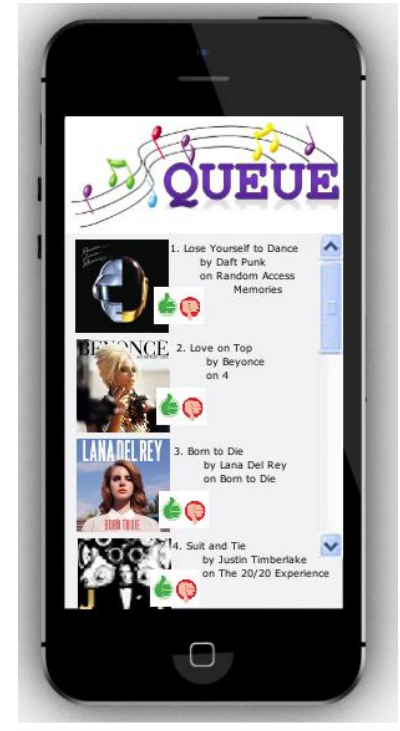 QUEUE
1. Lose Yourself to Dance
by Daft Punk
on Random Access
Memories
BEYONCE
2. Love on Top
by Beyonce
on 4
LANA DEL REY
BORN TO DIE
3. Born to Die
by Lana Del Rey
on Born to Die
4. Suit and Tie
by Justin Timberlake
on The 20/20 Experience